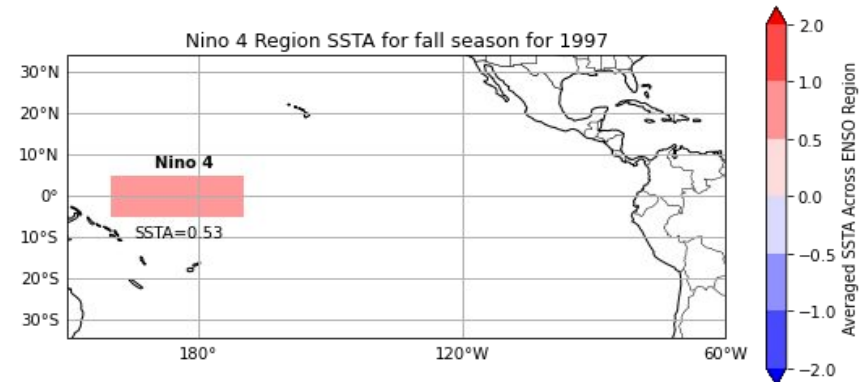 Nino 4 Region SSTA for fall season for 1997
30°N
20°N
10°N
0°
10°S
20°S
30°S
Nino 4
SSTA=0.53
180°
120°W
60°W
2.0
1.0
0.5
0.0
−0.5
−1.0
−2.0
Averaged SSTA Across ENSO Region